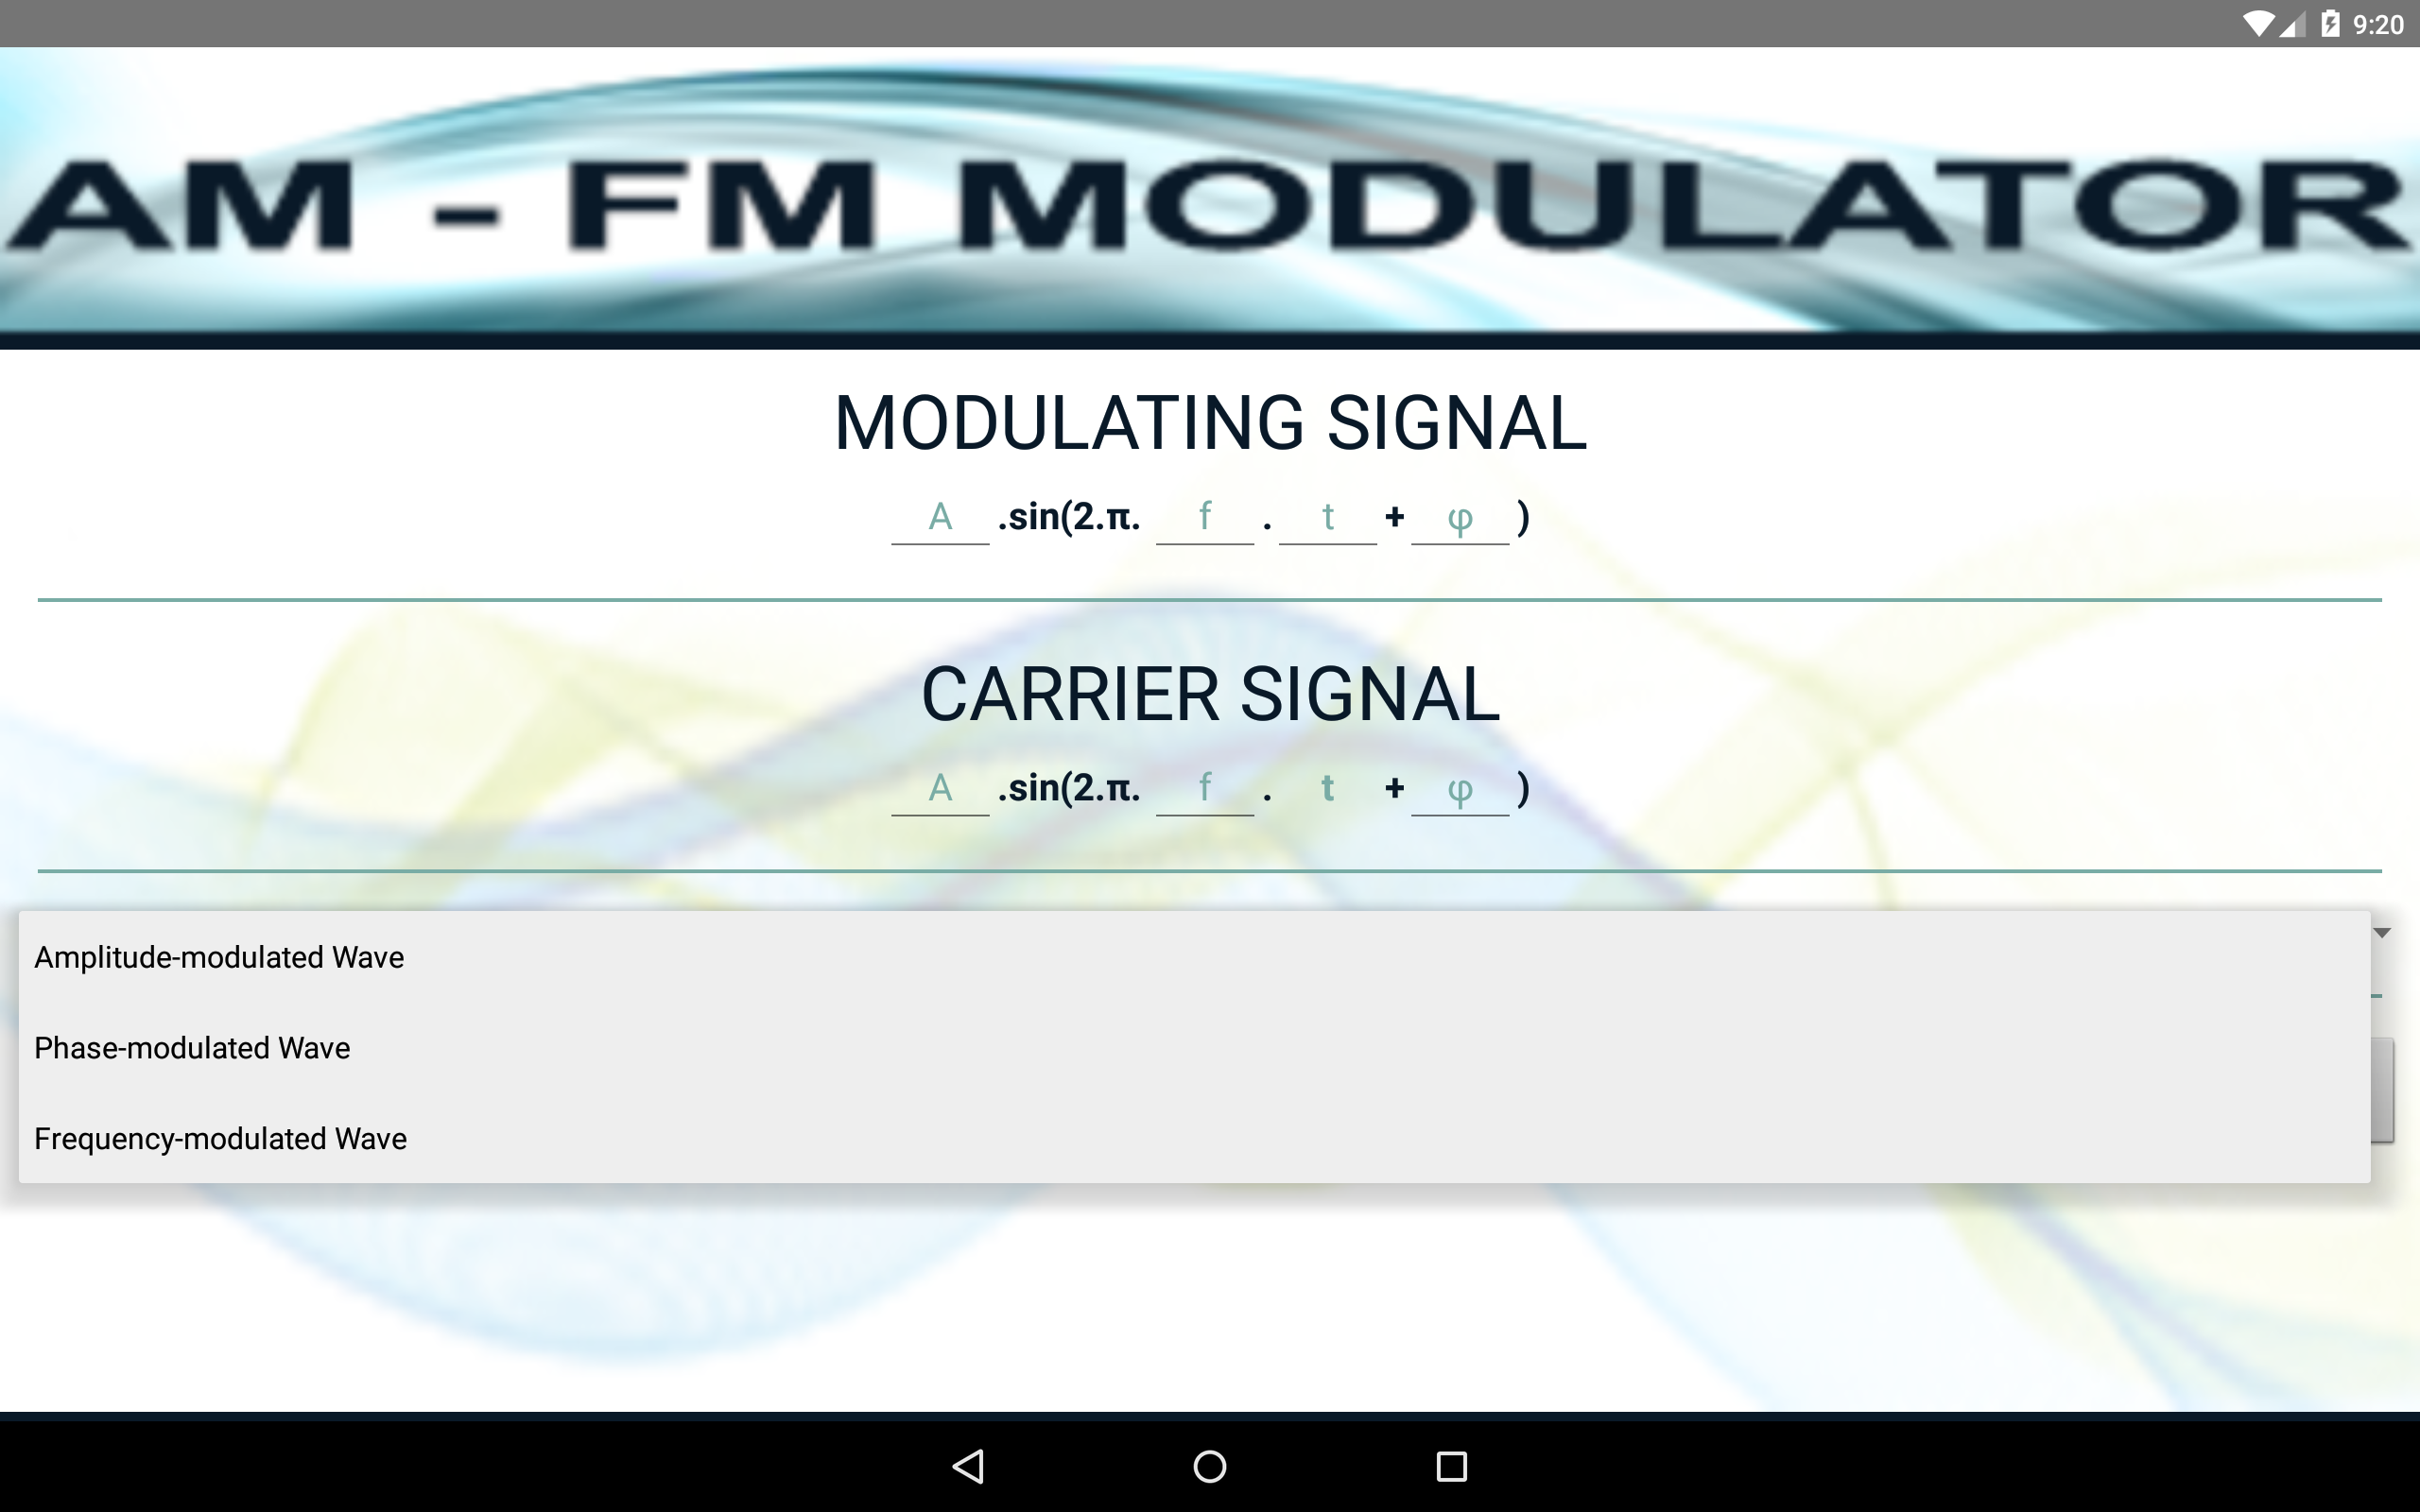 9:20
AM - FM MODULATOR
MODULATING SIGNAL
A .sin(2.π. f . t + φ )
CARRIER SIGNAL
A .sin(2.π. f . t + φ )
Amplitude-modulated Wave
Phase-modulated Wave
Frequency-modulated Wave